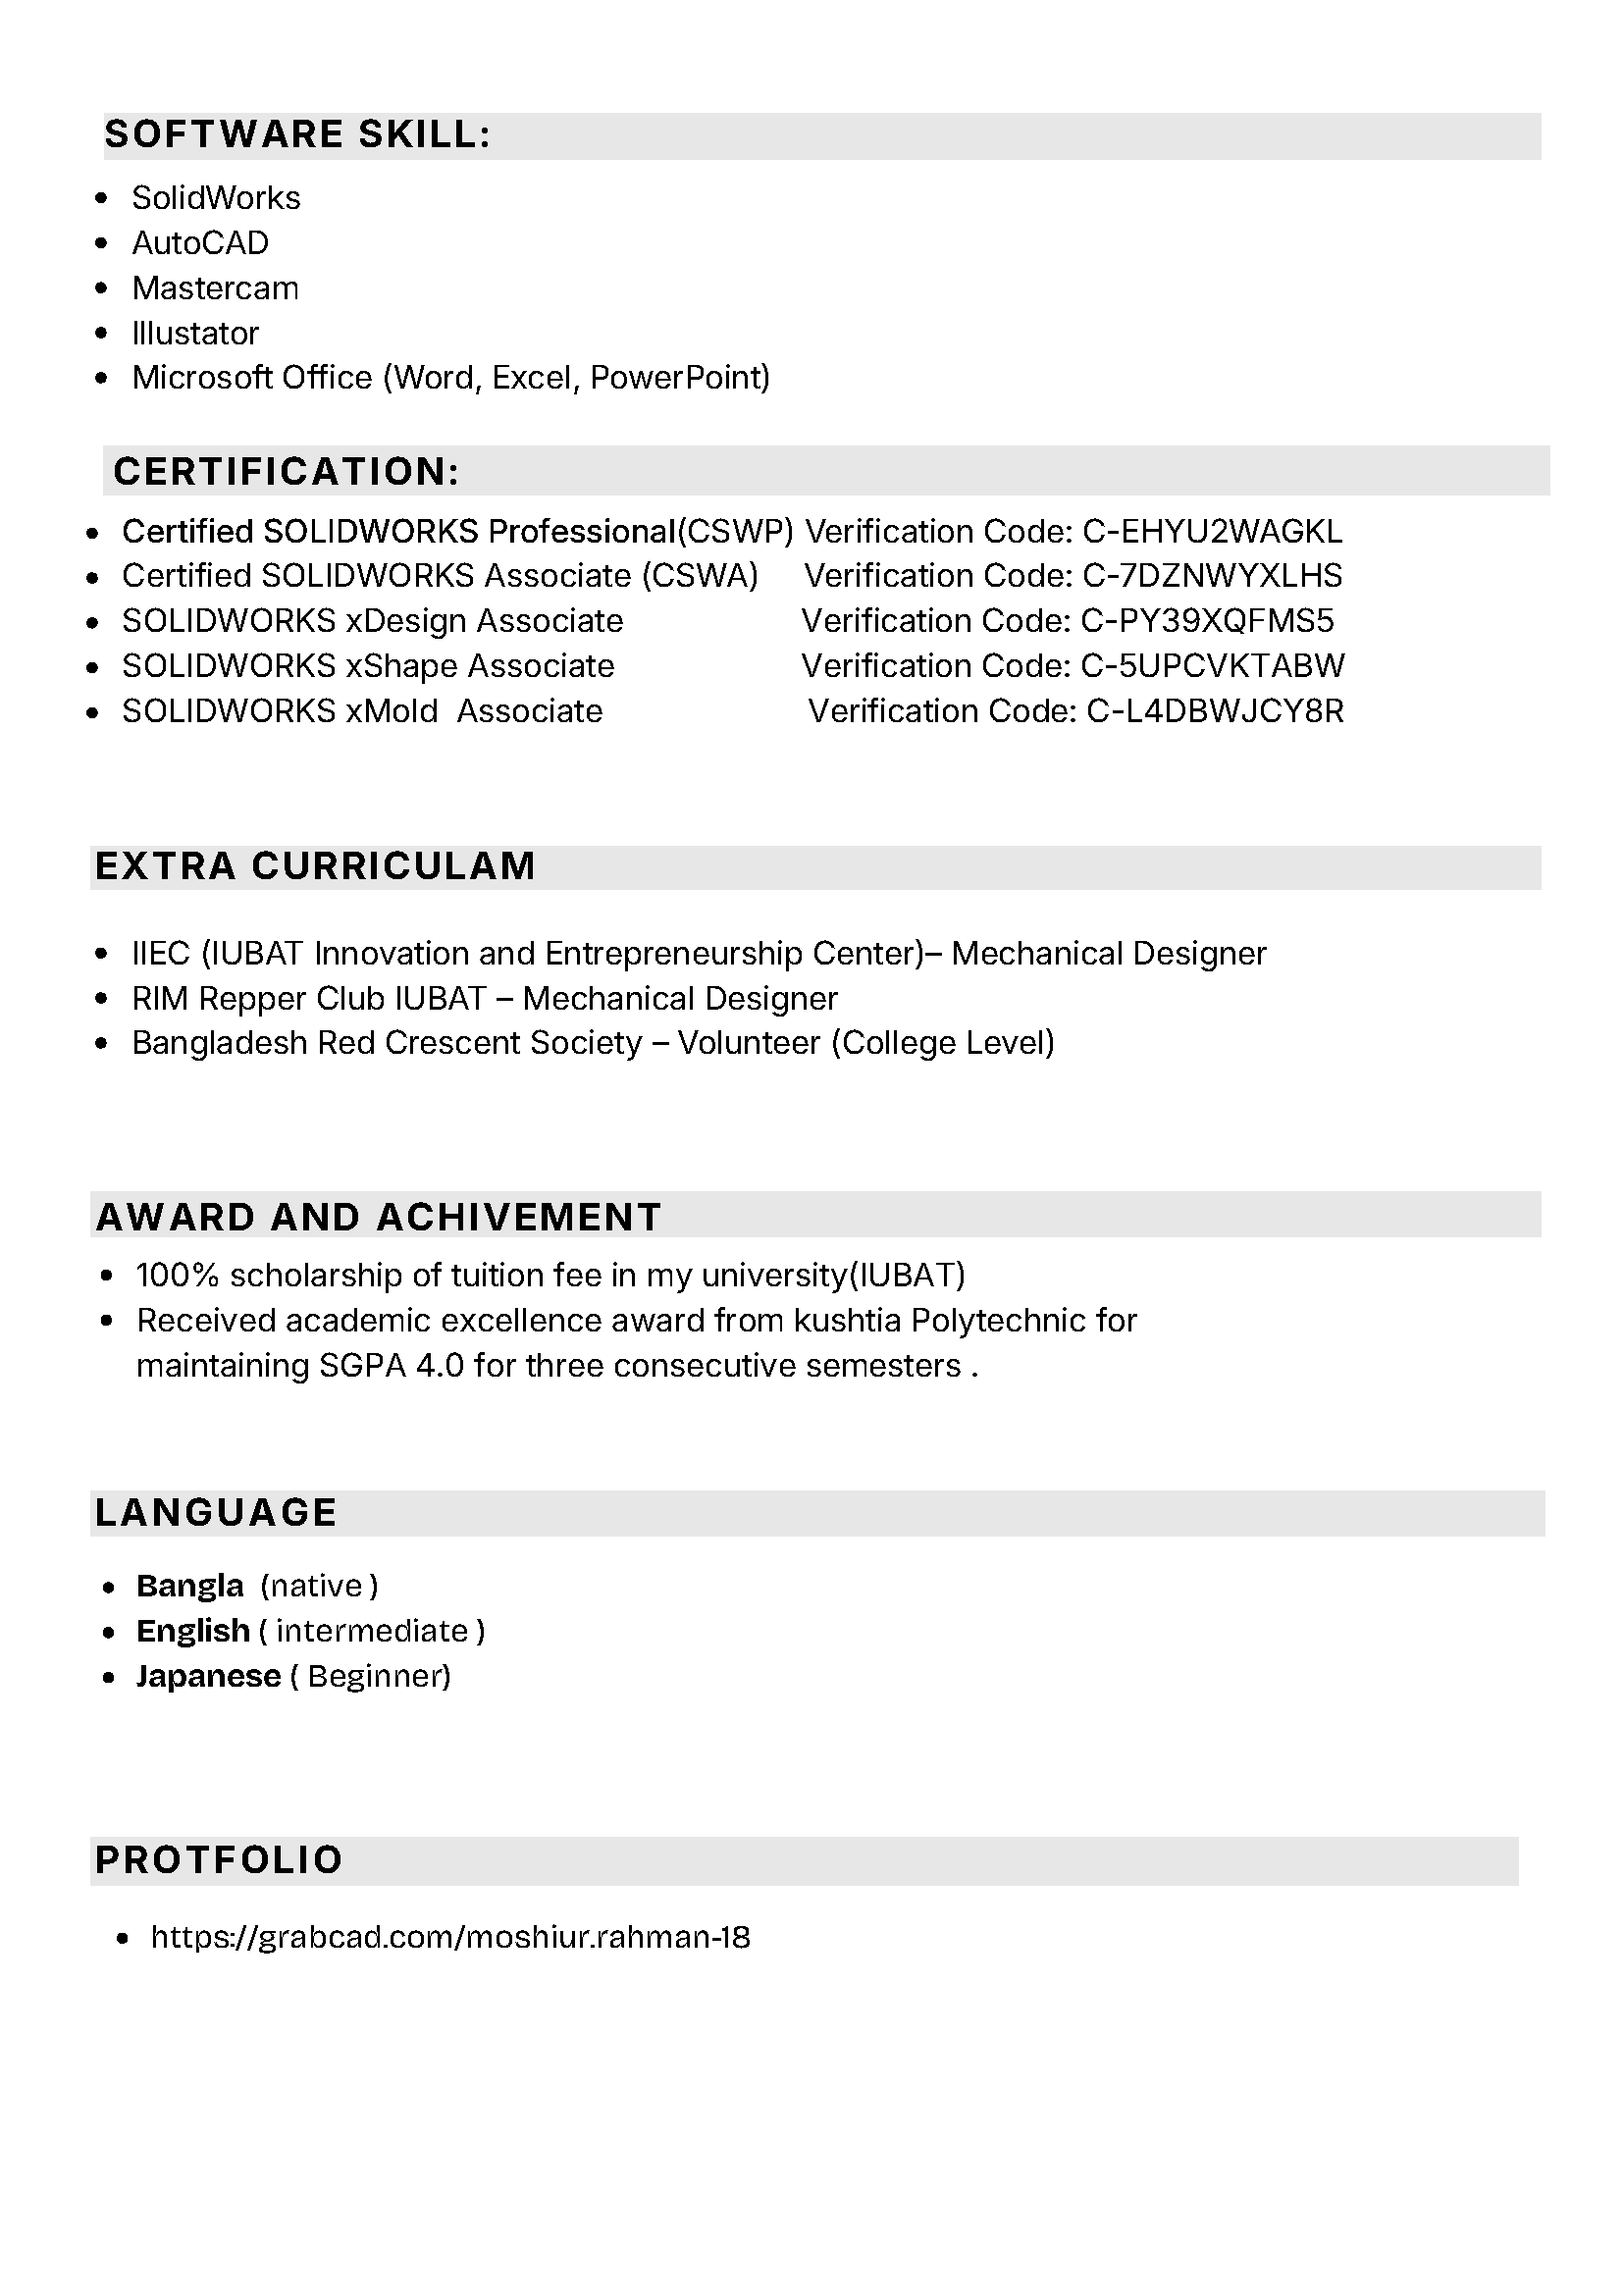 SOFTWARE SKILL:
• SolidWorks
• AutoCAD
• Mastercam
• Illustator
• Microsoft Office (Word, Excel, PowerPoint)
CERTIFICATION:
• Certified SOLIDWORKS Professional(CSWP) Verification Code: C-EHYU2WAGKL
• Certified SOLIDWORKS Associate (CSWA) Verification Code: C-7DZNWYXLHS
• SOLIDWORKS xDesign Associate Verification Code: C-PY39XQFMS5
• SOLIDWORKS xShape Associate Verification Code: C-5UPCVKTABW
• SOLIDWORKS xMold Associate Verification Code: C-L4DBWJCY8R
EXTRA CURRICULAM
• IIEC (IUBAT Innovation and Entrepreneurship Center)– Mechanical Designer
• RIM Repper Club IUBAT – Mechanical Designer
• Bangladesh Red Crescent Society – Volunteer (College Level)
AWARD AND ACHIVEMENT
• 100% scholarship of tuition fee in my university(IUBAT)
• Received academic excellence award from kushtia Polytechnic for
maintaining SGPA 4.0 for three consecutive semesters .
LANGUAGE
• Bangla (native )
• English ( intermediate )
• Japanese ( Beginner)
PROTFOLIO
• https://grabcad.com/moshiur.rahman-18